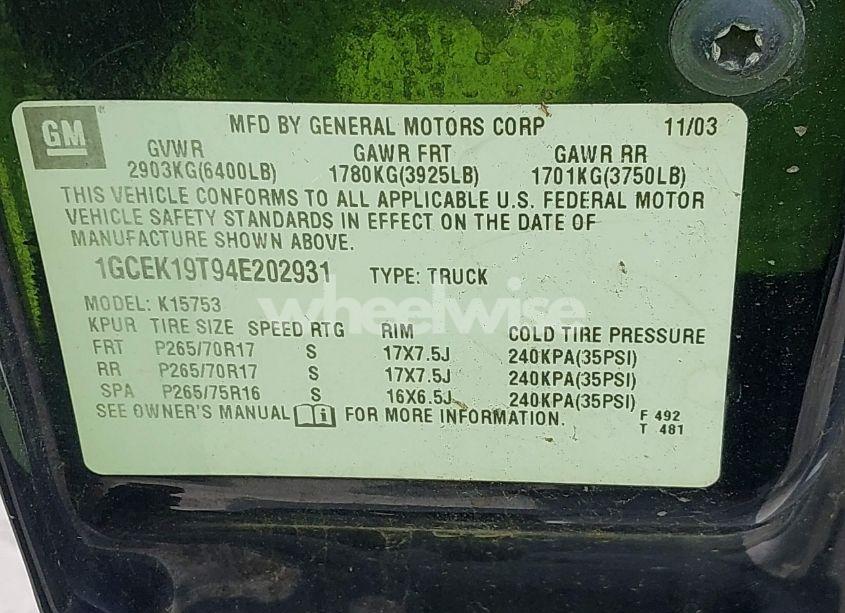 GM
MFD BY GENERAL MOTORS CORP 11/03
GVWR GAWR FRT GAWR RR
2903KG(6400LB) 1780KG(3925LB) 1701KG(3750LB)
THIS VEHICLE CONFORMS TO ALL APPLICABLE U.S. FEDERAL MOTOR
VEHICLE SAFETY STANDARDS IN EFFECT ON THE DATE OF
MANUFACTURE SHOWN ABOVE.
1GCEK19T94E202931 TYPE: TRUCK
wheelwise
MODEL: K15753
KPUR TIRE SIZE SPEED RTG RIM COLD TIRE PRESSURE
FRT P265/70R17 S 17X7.5J 240KPA(35PSI)
RR P265/70R17 S 17X7.5J 240KPA(35PSI)
SPA P265/75R16 S 16X6.5J 240KPA(35PSI)
SEE OWNER'S MANUAL i FOR MORE INFORMATION.
F 492
T 481